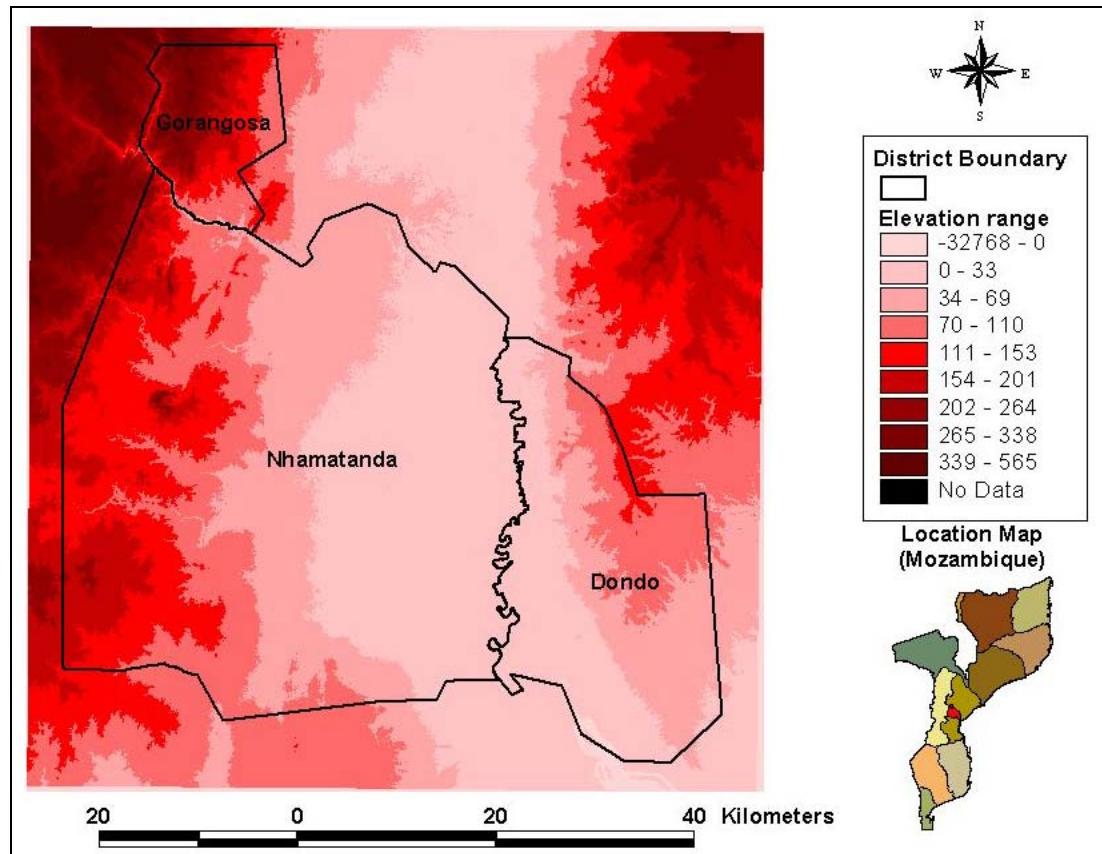 N
W E
S
Gorangosa
Nhamatanda
Dondo
District Boundary
Elevation range
-32768 - 0
0 - 33
34 - 69
70 - 110
111 - 153
154 - 201
202 - 264
265 - 338
339 - 565
No Data
Location Map
(Mozambique)
20 0 20 40 Kilometers